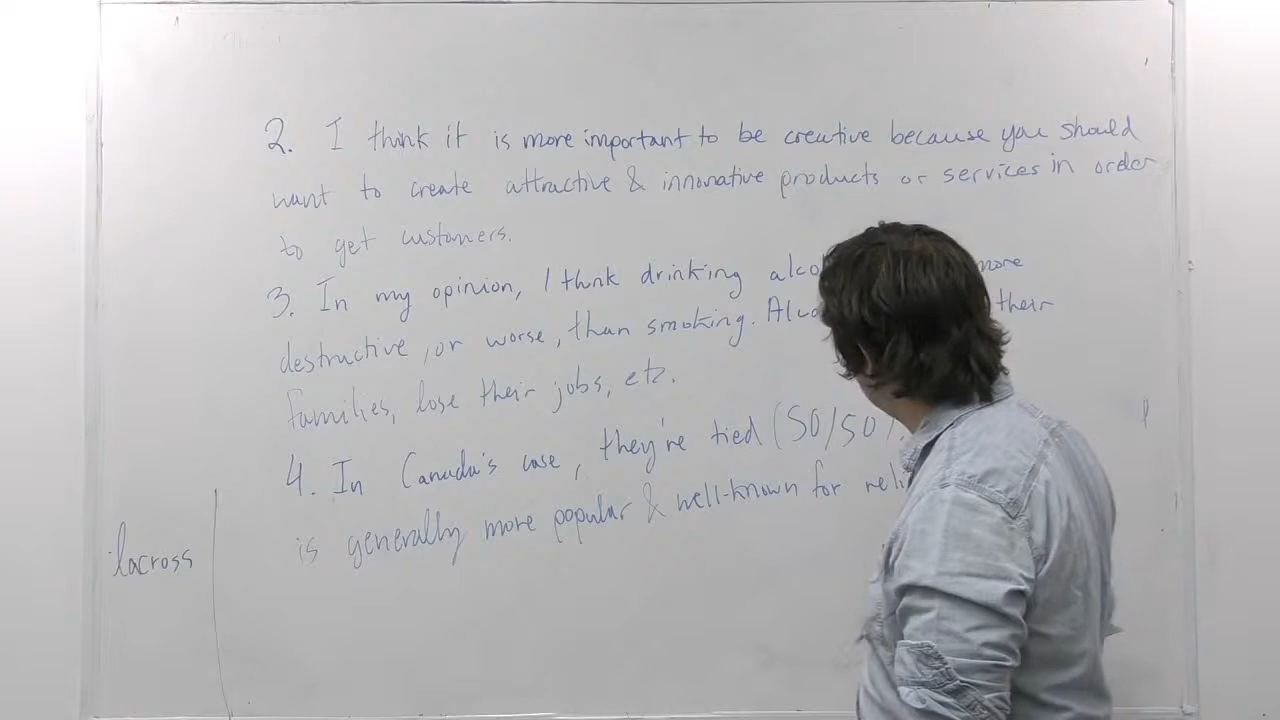 2. I think it is more important to be creative because you should
want to create attractive & innovative products or services in order
to get customers.
3. In my opinion, I think drinking alco more
destructive, or worse, than smoking. Alco their
families, lose their jobs, etc.
4. In Canada's case, they're tied (50/50
is generally more popular & well-known for reli
lacross